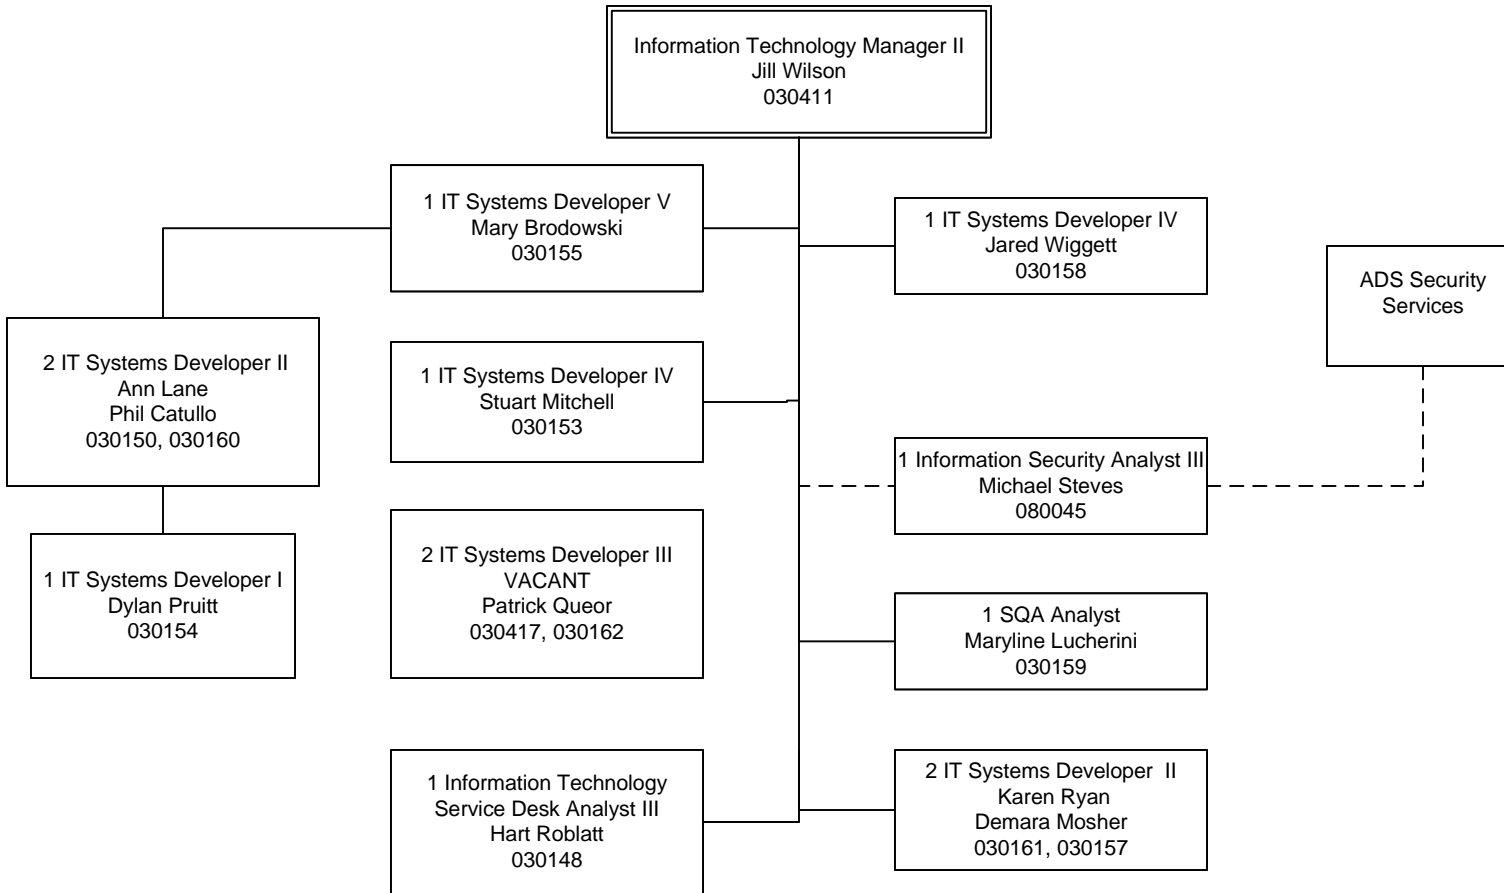 Information Technology Manager II
Jill Wilson
030411
1 IT Systems Developer V
Mary Brodowski
030155
1 IT Systems Developer IV
Jared Wiggett
030158
ADS Security
Services
2 IT Systems Developer II
Ann Lane
Phil Catullo
030150, 030160
1 IT Systems Developer IV
Stuart Mitchell
030153
1 Information Security Analyst III
Michael Steves
080045
2 IT Systems Developer III
VACANT
Patrick Queor
030417, 030162
1 IT Systems Developer I
Dylan Pruitt
030154
1 SQA Analyst
Maryline Lucherini
030159
1 Information Technology
Service Desk Analyst III
Hart Roblatt
030148
2 IT Systems Developer  II
Karen Ryan
Demara Mosher
030161, 030157